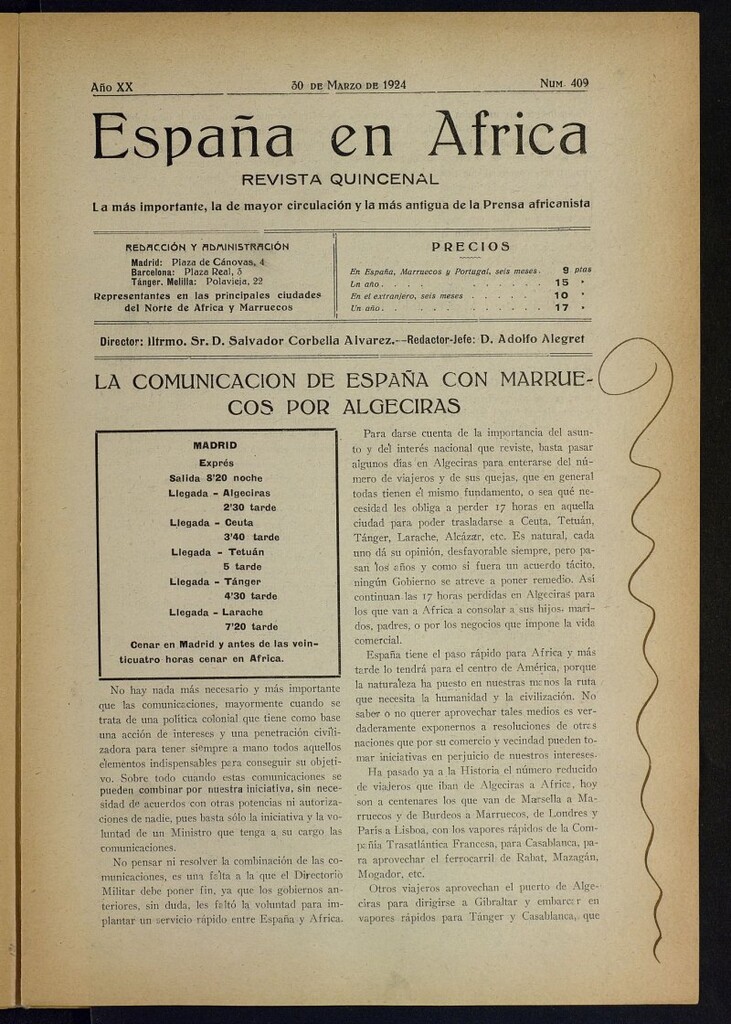 Año XX
30 DE MARZO DE 1924
NUM. 409
España en Africa
REVISTA QUINCENAL
La más importante, la de mayor circulación y la más antigua de la Prensa africanista
REDACCIÓN Y ADMINISTRACIÓN
Madrid: Plaza de Cánovas, 4
Barcelona: Plaza Real, 3
Tánger. Melilla: Polavieja, 22
Representantes en las principales ciudades
del Norte de Africa y Marruecos
PRECIOS
En España, Marruecos y Portugal, seis meses. 9 ptas
Un año. . . . . . . . . . . . 15 "
En el extranjero, seis meses . . . . . 10 "
Un año. . . . . . . . . . . . 17 "
Director: Iltrmo. Sr. D. Salvador Corbella Alvarez.--Redactor-Jefe: D. Adolfo Alegret
LA COMUNICACION DE ESPAÑA CON MARRUE-
COS POR ALGECIRAS
MADRID
Exprés
Salida 8'20 noche
Llegada - Algeciras
2'30 tarde
Llegada - Ceuta
3'40 tarde
Llegada - Tetuán
5 tarde
Llegada - Tánger
4'30 tarde
Llegada - Larache
7'20 tarde
Cenar en Madrid y antes de las vein-
ticuatro horas cenar en Africa.
No hay nada más necesario y más importante
que las comunicaciones, mayormente cuando se
trata de una política colonial que tiene como base
una acción de intereses y una penetración civili-
zadora para tener siempre a mano todos aquellos
elementos indispensables para conseguir su objeti-
vo. Sobre todo cuando estas comunicaciones se
pueden combinar por nuestra iniciativa, sin nece-
sidad de acuerdos con otras potencias ni autoriza-
ciones de nadie, pues basta sólo la iniciativa y la vo-
luntad de un Ministro que tenga a su cargo las
comunicaciones.
No pensar ni resolver la combinación de las co-
municaciones, es una falta a la que el Directorio
Militar debe poner fin, ya que los gobiernos an-
teriores, sin duda, les faltó la voluntad para im-
plantar un servicio rápido entre España y Africa.
Para darse cuenta de la importancia del asun-
to y del interés nacional que reviste, basta pasar
algunos días en Algeciras para enterarse del nú-
mero de viajeros y de sus quejas, que en general
todas tienen el mismo fundamento, o sea qué ne-
cesidad les obliga a perder 17 horas en aquella
ciudad para poder trasladarse a Ceuta, Tetuán,
Tánger, Larache, Alcázar, etc. Es natural, cada
uno dá su opinión, desfavorable siempre, pero pa-
san los años y como si fuera un acuerdo tácito,
ningún Gobierno se atreve a poner remedio. Así
continuan las 17 horas perdidas en Algeciras para
los que van a Africa a consolar a sus hijos, mari-
dos, padres, o por los negocios que impone la vida
comercial.
España tiene el paso rápido para Africa y más
tarde lo tendrá para el centro de América, porque
la naturaleza ha puesto en nuestras menos la ruta
que necesita la humanidad y la civilización. No
saber o no querer aprovechar tales medios es ver-
daderamente exponernos a resoluciones de otras
naciones que por su comercio y vecindad pueden to-
mar iniciativas en perjuicio de nuestros intereses.
Ha pasado ya a la Historia el número reducido
de viajeros que iban de Algeciras a Africa, hoy
son a centenares los que van de Marsella a Ma-
rruecos y de Burdeos a Marruecos, de Londres y
París a Lisboa, con los vapores rápidos de la Com-
pañía Trasatlántica Francesa, para Casablanca, pa-
ra aprovechar el ferrocarril de Rabat, Mazagán,
Mogador, etc.
Otros viajeros aprovechan el puerto de Alge-
ciras para dirigirse a Gibraltar y embarcar en
vapores rápidos para Tánger y Casablanca, que